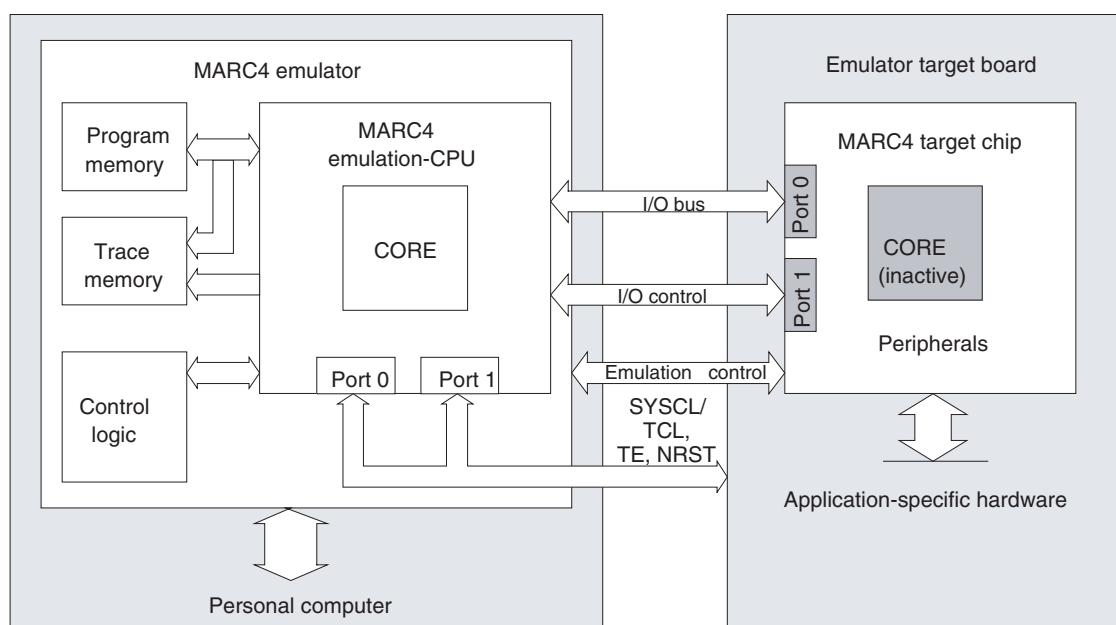 MARC4 emulator
Program
memory
Trace
memory
Control
logic
MARC4
emulation-CPU
CORE
Port 0
Port 1
I/O bus
I/O control
Emulation control
SYSCL/
TCL,
TE, NRST
Personal computer
Emulator target board
MARC4 target chip
Port 0
Port 1
CORE
(inactive)
Peripherals
Application-specific hardware